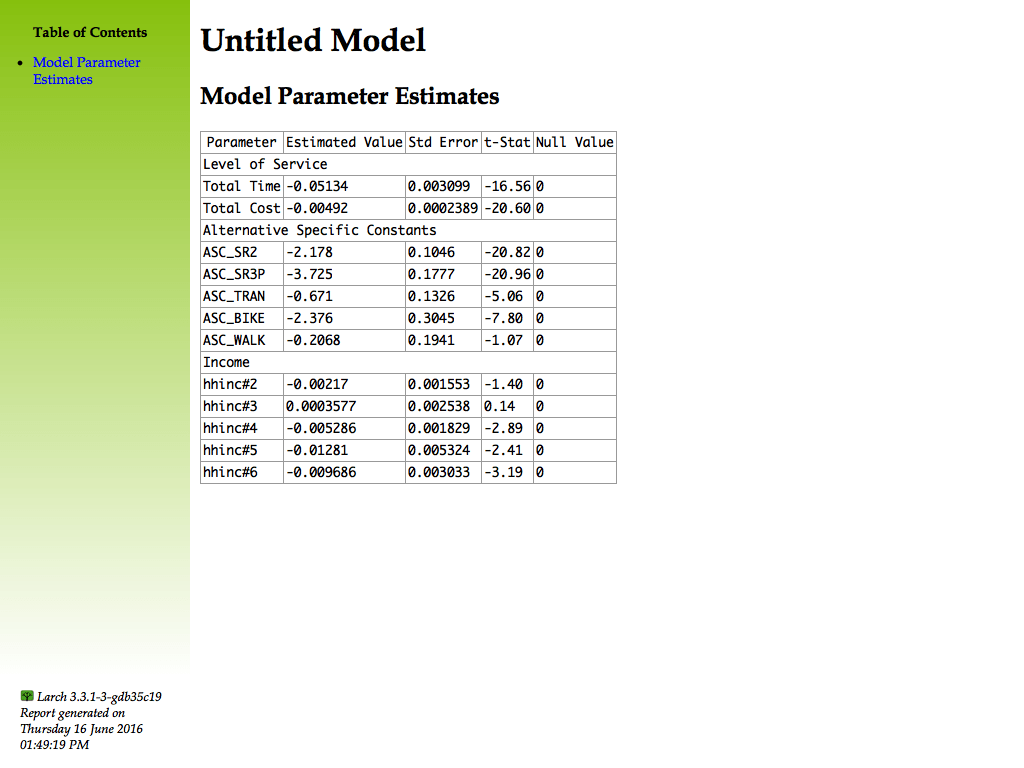 Table of Contents
• Model Parameter
Estimates
Larch 3.3.1-3-gdb35c19
Report generated on
Thursday 16 June 2016
01:49:19 PM
Untitled Model
Model Parameter Estimates
Parameter Estimated Value Std Error t-Stat Null Value
Level of Service
Total Time -0.05134 0.003099 -16.56 0
Total Cost -0.00492 0.0002389 -20.60 0
Alternative Specific Constants
ASC_SR2 -2.178 0.1046 -20.82 0
ASC_SR3P -3.725 0.1777 -20.96 0
ASC_TRAN -0.671 0.1326 -5.06 0
ASC_BIKE -2.376 0.3045 -7.80 0
ASC_WALK -0.2068 0.1941 -1.07 0
Income
hhinc#2 -0.00217 0.001553 -1.40 0
hhinc#3 0.0003577 0.002538 0.14 0
hhinc#4 -0.005286 0.001829 -2.89 0
hhinc#5 -0.01281 0.005324 -2.41 0
hhinc#6 -0.009686 0.003033 -3.19 0